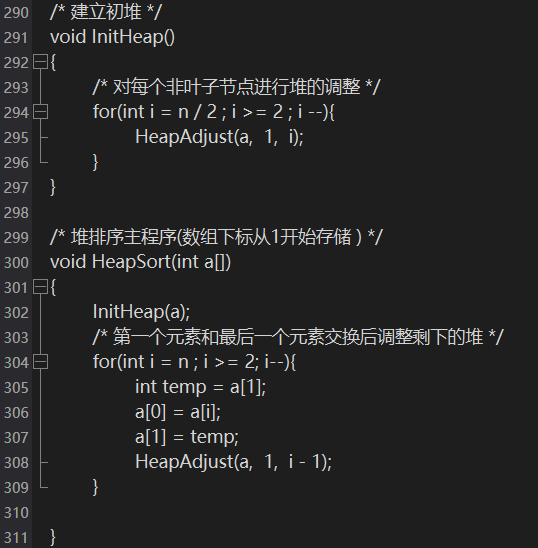 290 /* 建立初堆 */
291 void InitHeap()
292 {
293 /* 对每个非叶子节点进行堆的调整 */
294 for(int i = n / 2 ; i >= 2 ; i --){
295 HeapAdjust(a, 1, i);
296 }
297 }
298
299 /* 堆排序主程序(数组下标从1开始存储 ) */
300 void HeapSort(int a[])
301 {
302 InitHeap(a);
303 /* 第一个元素和最后一个元素交换后调整剩下的堆 */
304 for(int i = n ; i >= 2; i--){
305 int temp = a[1];
306 a[0] = a[i];
307 a[1] = temp;
308 HeapAdjust(a, 1, i - 1);
309 }
310
311 }